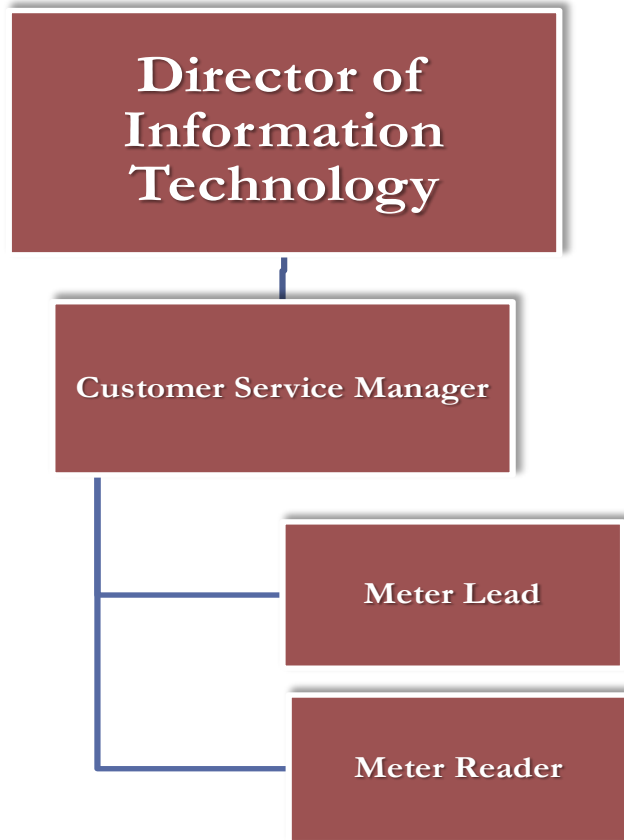 Director of
Information
Technology
Customer Service Manager
Meter Lead
Meter Reader